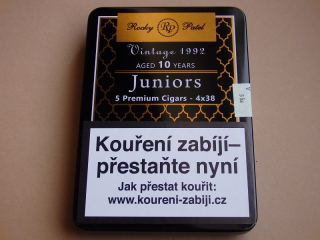 Rocky RP Patel
Vintage 1992
AGED 10 YEARS
Juniors
5 Premium Cigars - 4x38
Kouření zabíjí–
přestaňte nyní
Jak přestat kouřit:
www.koureni-zabiji.cz